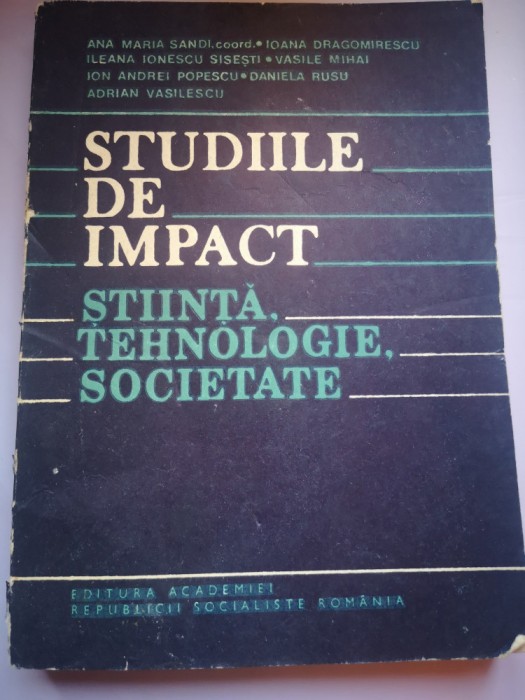 ANA MARIA SANDI, coord. • IOANA DRAGOMIRESCU
ILEANA IONESCU SISEȘTI • VASILE MIHAI
ION ANDREI POPESCU • DANIELA RUSU
ADRIAN VASILESCU
STUDIILE
DE
IMPACT
ȘTIINȚĂ,
TEHNOLOGIE,
SOCIETATE
EDITURA ACADEMIEI
REPUBLICII SOCIALISTE ROMÂNIA